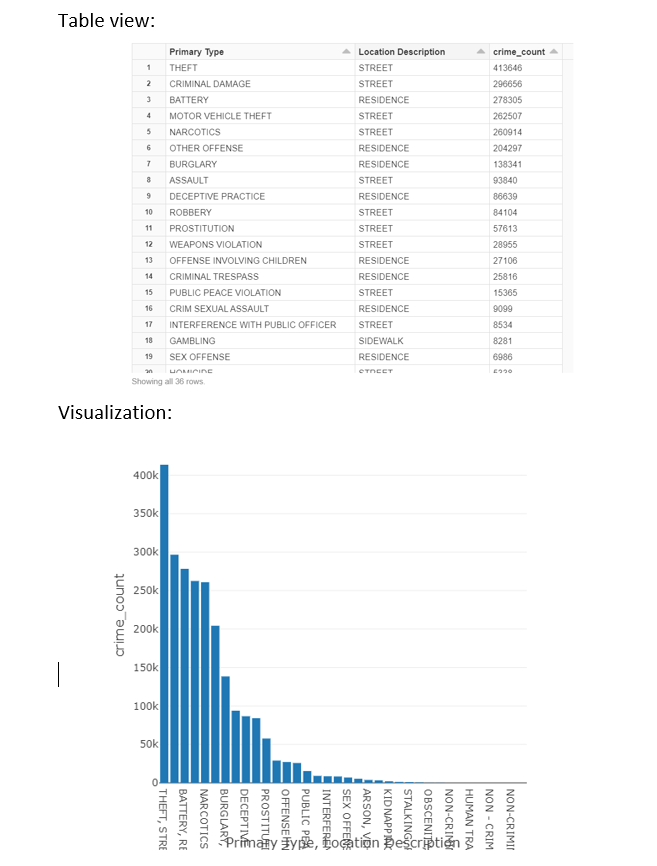 Table view:
Primary Type Location Description crime_count
1 THEFT STREET 413646
2 CRIMINAL DAMAGE STREET 296656
3 BATTERY RESIDENCE 278305
4 MOTOR VEHICLE THEFT STREET 262507
5 NARCOTICS STREET 260914
6 OTHER OFFENSE RESIDENCE 204297
7 BURGLARY RESIDENCE 138341
8 ASSAULT STREET 93840
9 DECEPTIVE PRACTICE RESIDENCE 86639
10 ROBBERY STREET 84104
11 PROSTITUTION STREET 57613
12 WEAPONS VIOLATION STREET 28955
13 OFFENSE INVOLVING CHILDREN RESIDENCE 27106
14 CRIMINAL TRESPASS RESIDENCE 25816
15 PUBLIC PEACE VIOLATION STREET 15365
16 CRIM SEXUAL ASSAULT RESIDENCE 9099
17 INTERFERENCE WITH PUBLIC OFFICER STREET 8534
18 GAMBLING SIDEWALK 8281
19 SEX OFFENSE RESIDENCE 6986
20 HOMICIDE STREET
Showing all 36 rows.
Visualization:
400k
350k
300k
250k
200k
150k
100k
50k
0
crime_count
THEFT, STRE
BATTERY, RE
NARCOTICS
BURGLARY,
DECEPTIV
PROSTITU
OFFENSE
PUBLIC PE
INTERFERE
SEX OFFE
ARSON, V
KIDNAPPI
STALKING,
OBSCENIT
NON-CRIM
HUMAN TRA
NON - CRIM
NON-CRIMI
Primary Type, Location Description